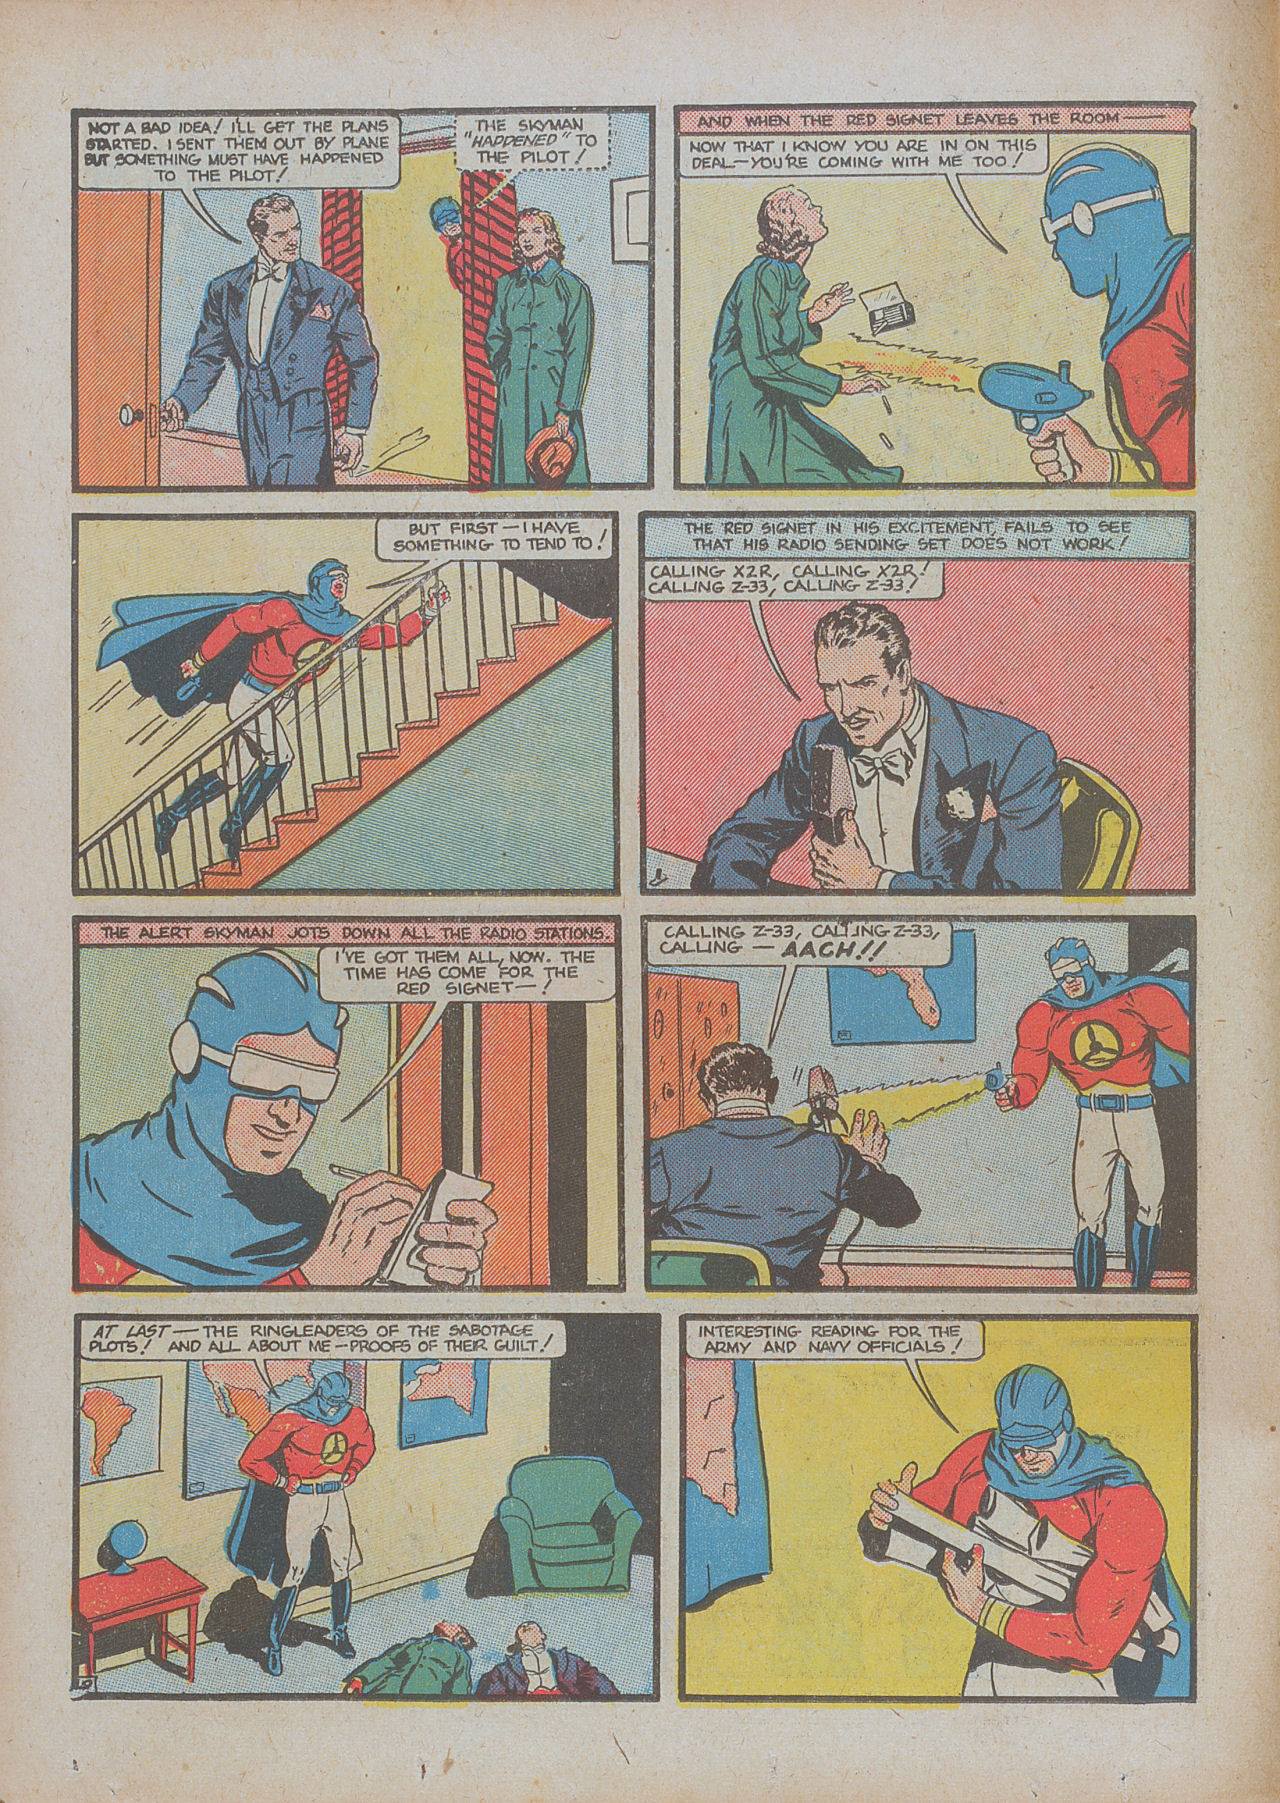 NOT A BAD IDEA! I'LL GET THE PLANS
STARTED. I SENT THEM OUT BY PLANE
BUT SOMETHING MUST HAVE HAPPENED
TO THE PILOT!
THE SKYMAN
"HAPPENED" TO
THE PILOT!
AND WHEN THE RED SIGNET LEAVES THE ROOM—
NOW THAT I KNOW YOU ARE IN ON THIS
DEAL—YOU'RE COMING WITH ME TOO!
BUT FIRST—I HAVE
SOMETHING TO TEND TO!
THE RED SIGNET IN HIS EXCITEMENT, FAILS TO SEE
THAT HIS RADIO SENDING SET DOES NOT WORK!
CALLING X2R, CALLING X2R!
CALLING Z-33, CALLING Z-33!
THE ALERT SKYMAN JOTS DOWN ALL THE RADIO STATIONS.
I'VE GOT THEM ALL, NOW. THE
TIME HAS COME FOR THE
RED SIGNET—!
CALLING Z-33, CALLING Z-33,
CALLING — AACH!!
AT LAST—THE RINGLEADERS OF THE SABOTAGE
PLOTS! AND ALL ABOUT ME—PROOFS OF THEIR GUILT!
INTERESTING READING FOR THE
ARMY AND NAVY OFFICIALS!